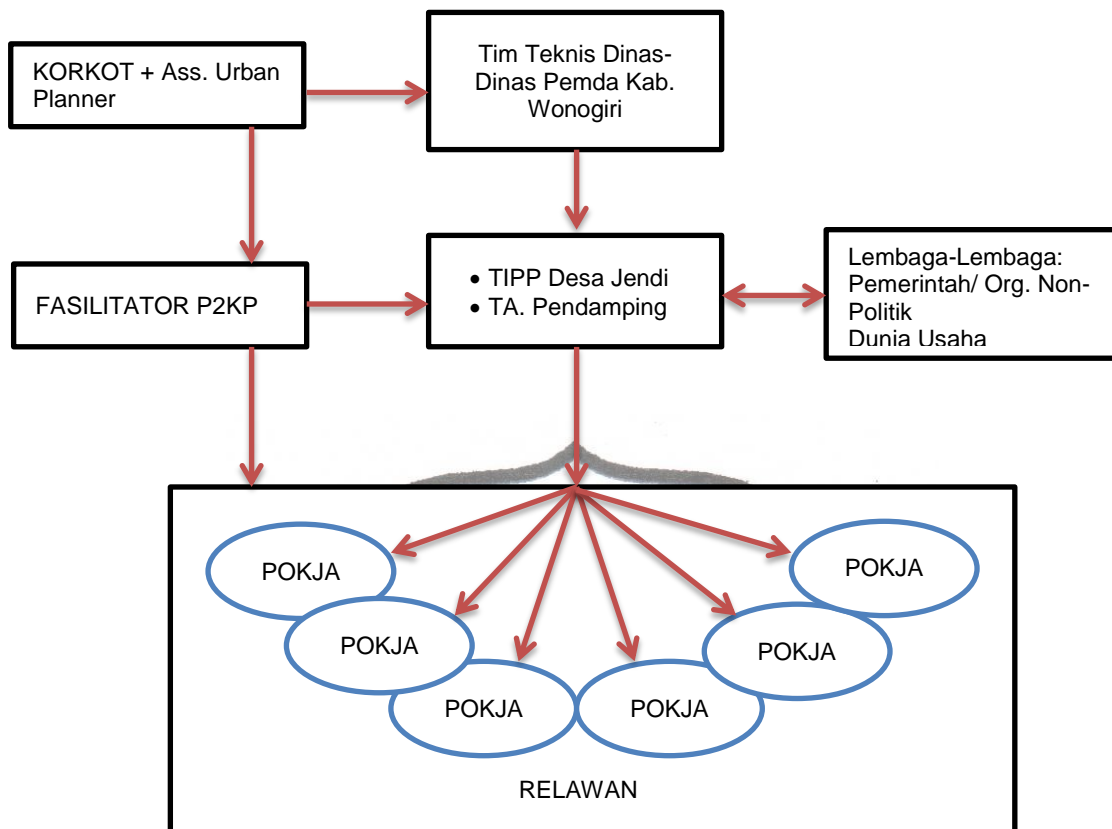 KORKOT + Ass. Urban
Planner
Tim Teknis Dinas-
Dinas Pemda Kab.
Wonogiri
FASILITATOR P2KP
• TIPP Desa Jendi
• TA. Pendamping
Lembaga-Lembaga:
Pemerintah/ Org. Non-
Politik
Dunia Usaha
POKJA
POKJA
POKJA
POKJA
POKJA
POKJA
RELAWAN